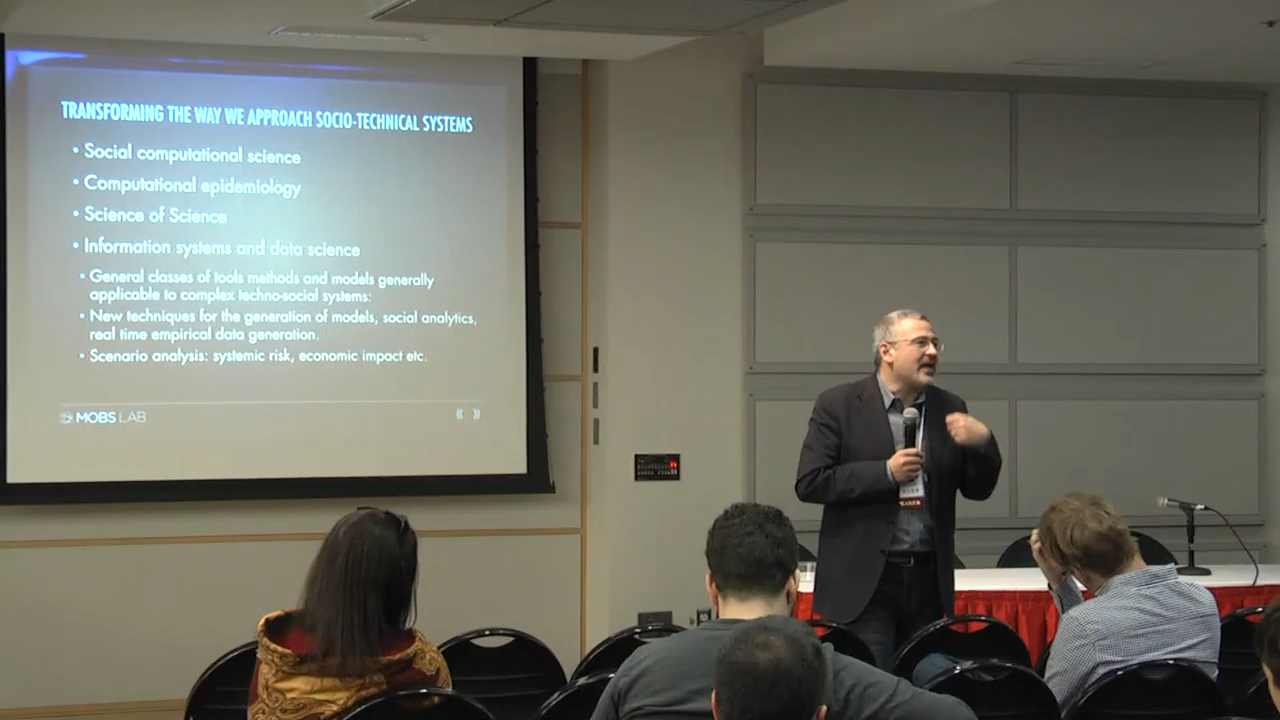 TRANSFORMING THE WAY WE APPROACH SOCIO-TECHNICAL SYSTEMS
• Social computational science
• Computational epidemiology
• Science of Science
• Information systems and data science
• General classes of tools methods and models generally
applicable to complex techno-social systems:
• New techniques for the generation of models, social analytics,
real time empirical data generation.
• Scenario analysis: systemic risk, economic impact etc.
MOBS LAB